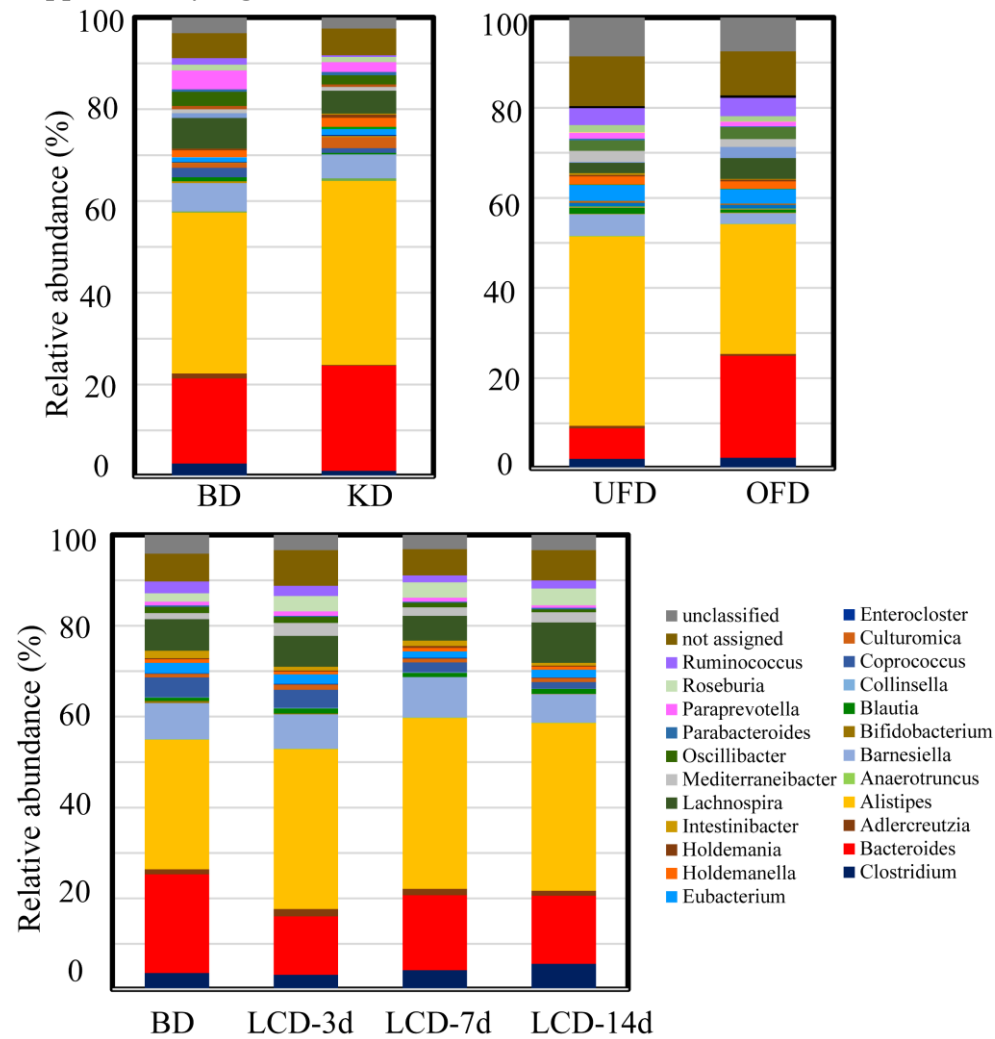 100
80
60
40
20
0
Relative abundance (%)
BD KD
100
80
60
40
20
0
UFD OFD
100
80
60
40
20
0
Relative abundance (%)
BD LCD-3d LCD-7d LCD-14d
unclassified
not assigned
Ruminococcus
Roseburia
Paraprevotella
Parabacteroides
Oscillibacter
Mediterraneibacter
Lachnospira
Intestinibacter
Holdemania
Holdemanella
Eubacterium
Enterocloster
Culturomica
Coprococcus
Collinsella
Blautia
Bifidobacterium
Barnesiella
Anaerotruncus
Alistipes
Adlercreutzia
Bacteroides
Clostridium